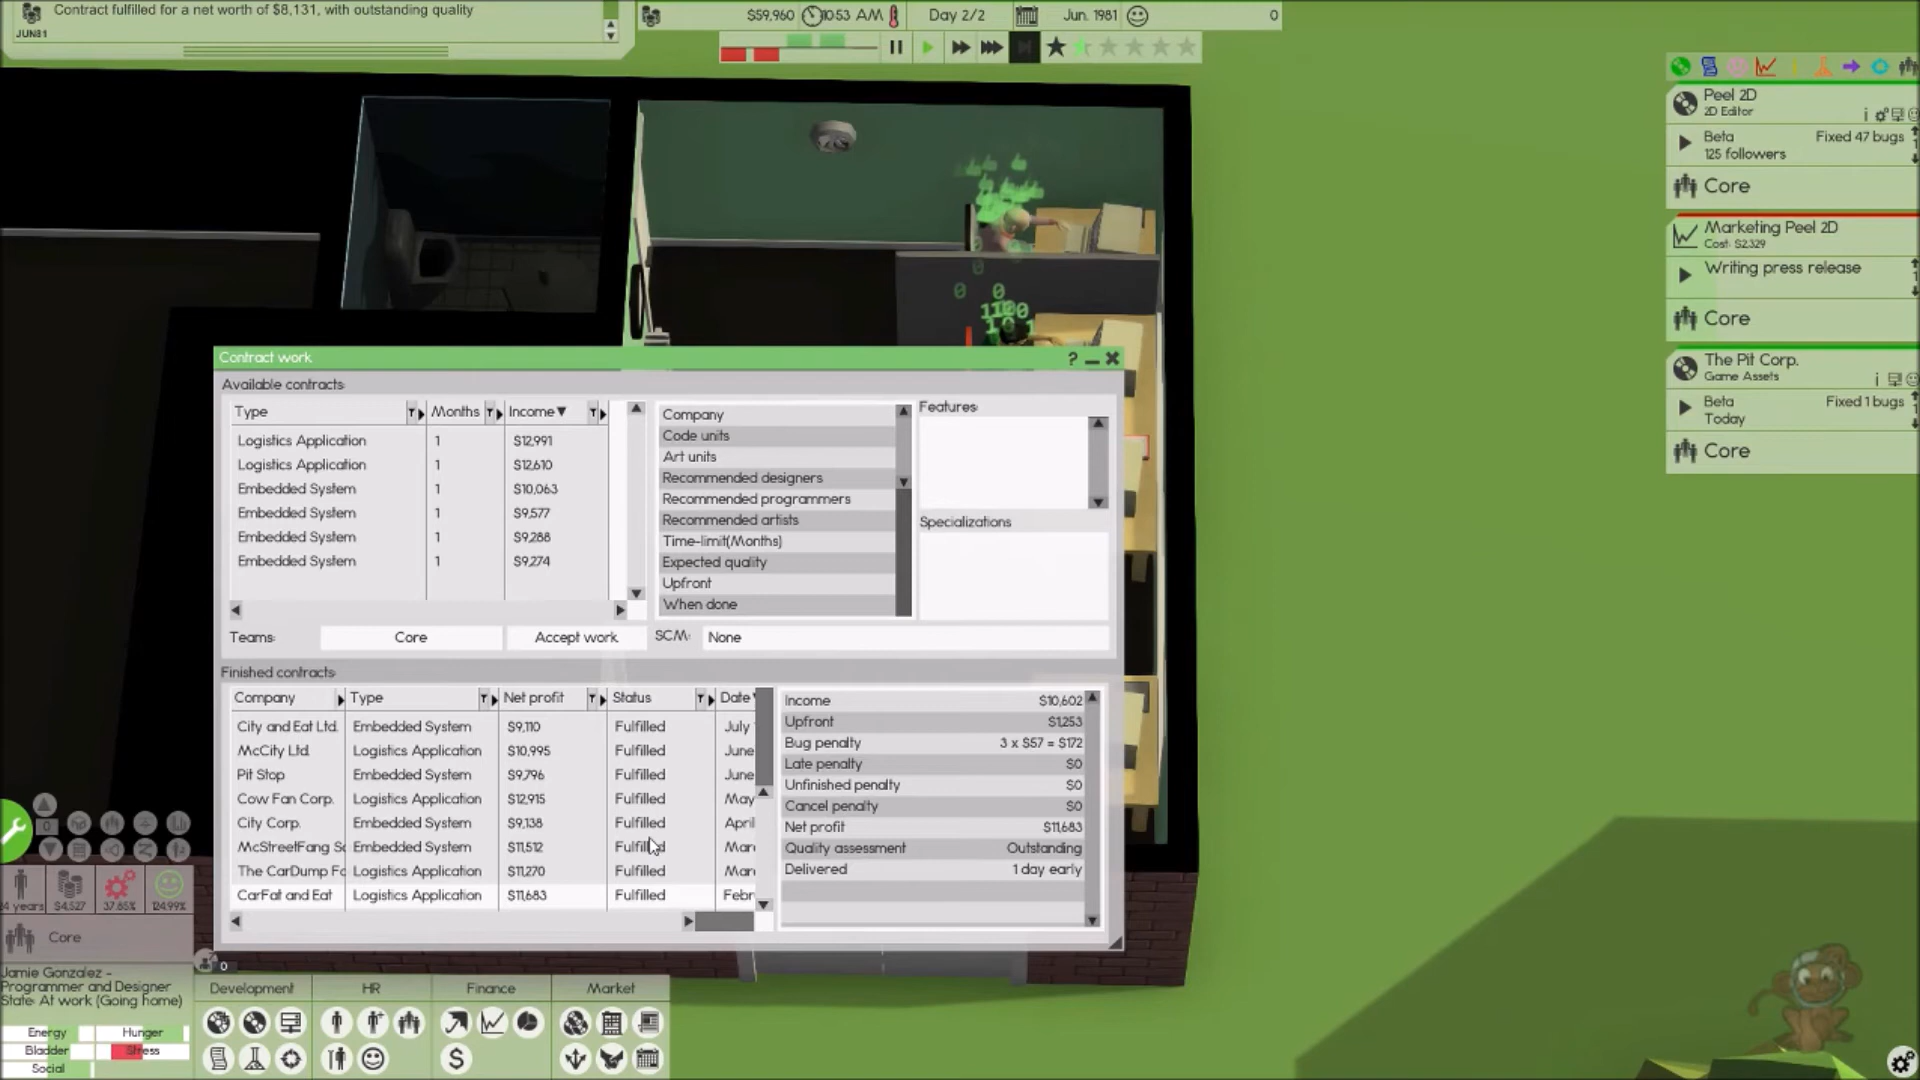 Contract fulfilled for a net worth of $8,131, with outstanding quality
JUN81
$59,960
10:53 AM
Day 2/2
Jun. 1981
0
Peel 2D
2D Editor
Beta
Fixed 47 bugs
125 followers
Core
Marketing Peel 2D
Cost: $2,329
Writing press release
Core
The Pit Corp.
Game Assets
Beta
Fixed 1 bugs
Today
Core
Contract work
?
Available contracts:
Type
Months
Income
Logistics Application 1 $12,991
Logistics Application 1 $12,610
Embedded System 1 $10,063
Embedded System 1 $9,577
Embedded System 1 $9,288
Embedded System 1 $9,274
Company
Code units
Art units
Recommended designers
Recommended programmers
Recommended artists
Time-limit(Months)
Expected quality
Upfront
When done
Features:
Specializations
Teams:
Core
Accept work
SCM:
None
Finished contracts:
Company Type Net profit Status Date
City and Eat Ltd. Embedded System $9,110 Fulfilled July
McCity Ltd. Logistics Application $10,995 Fulfilled June
Pit Stop Embedded System $9,796 Fulfilled June
Cow Fan Corp. Logistics Application $12,915 Fulfilled May
City Corp. Embedded System $9,138 Fulfilled April
McStreetFang Sc Embedded System $11,512 Fulfilled Marc
The CarDump Fo Logistics Application $11,270 Fulfilled Marc
CarFat and Eat Logistics Application $11,683 Fulfilled Febr
Income $10,602
Upfront $1,253
Bug penalty 3 x $57 = $172
Late penalty $0
Unfinished penalty $0
Cancel penalty $0
Net profit $11,683
Quality assessment Outstanding
Delivered 1 day early
0
4 years
$4,527
37.85%
124.99%
Core
Jamie Gonzalez -
Programmer and Designer
State: At work (Going home)
Energy
Hunger
Bladder
Stress
Social
0
Development
HR
Finance
Market